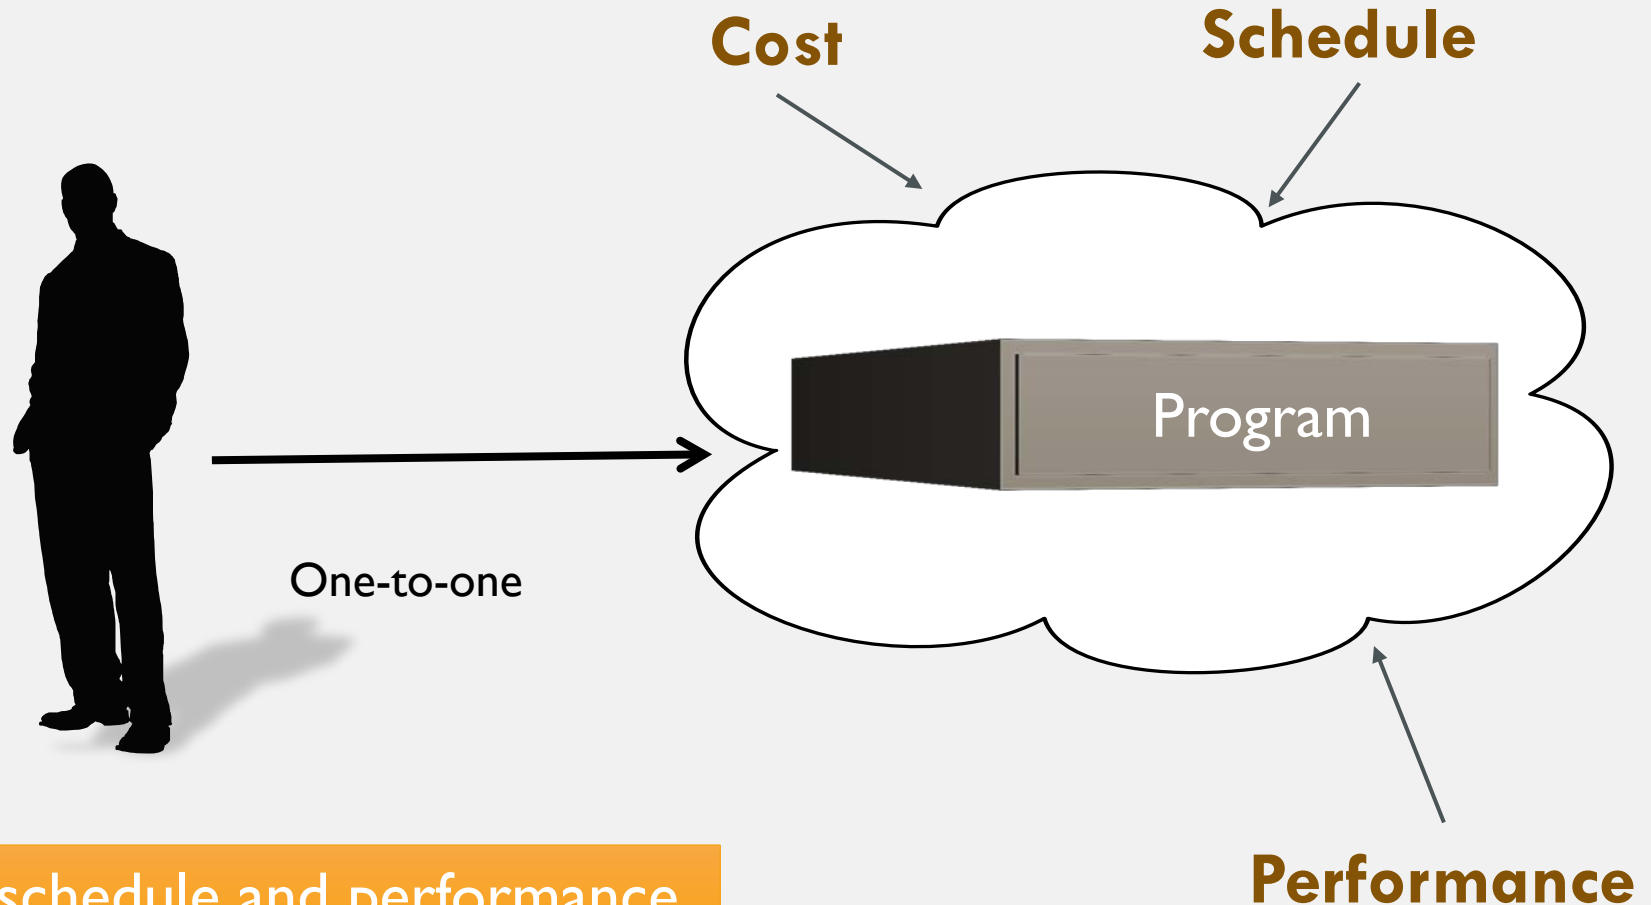 Cost
Schedule
Program
One-to-one
schedule and performance
Performance